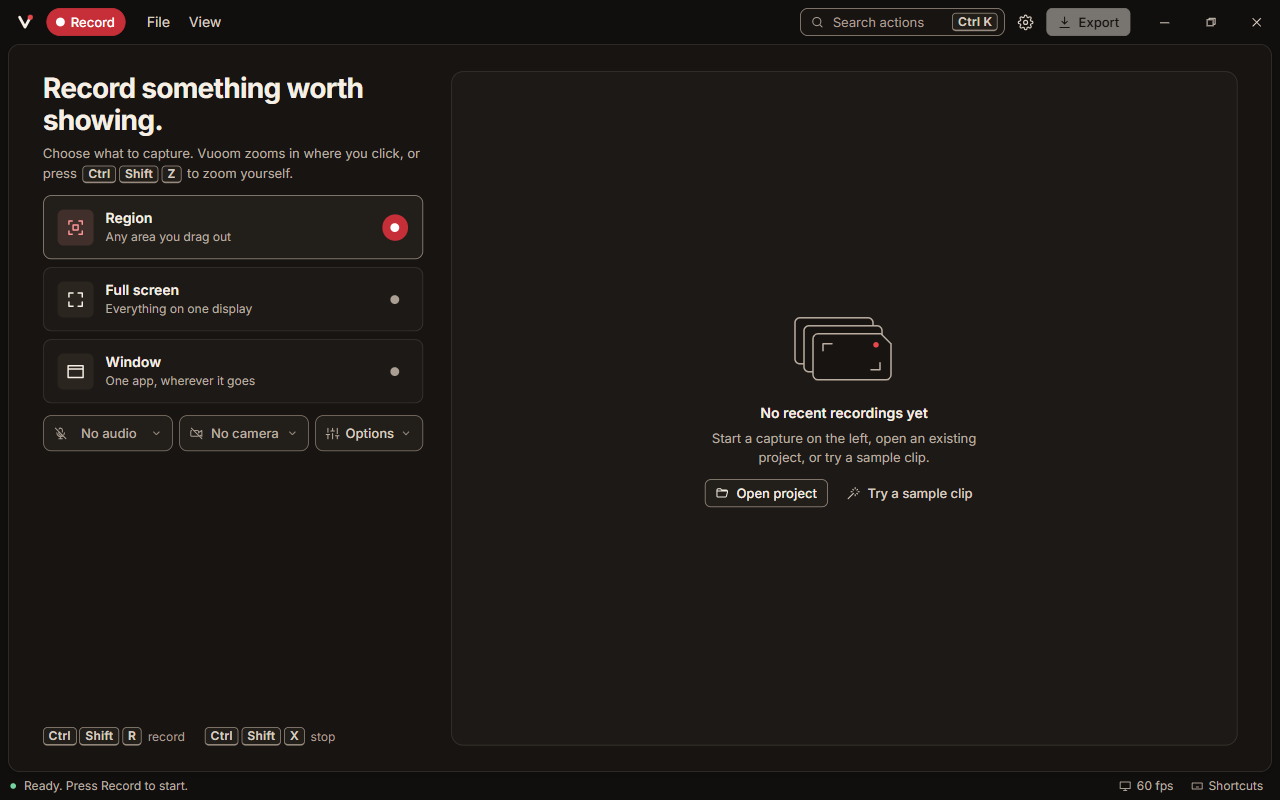 Record File View Search actions Ctrl K Export
Record something worth
showing.
Choose what to capture. Vuoom zooms in where you click, or
press Ctrl Shift Z to zoom yourself.
Region
Any area you drag out
Full screen
Everything on one display
Window
One app, wherever it goes
No audio No camera Options
Ctrl Shift R record Ctrl Shift X stop
No recent recordings yet
Start a capture on the left, open an existing
project, or try a sample clip.
Open project Try a sample clip
Ready. Press Record to start. 60 fps Shortcuts